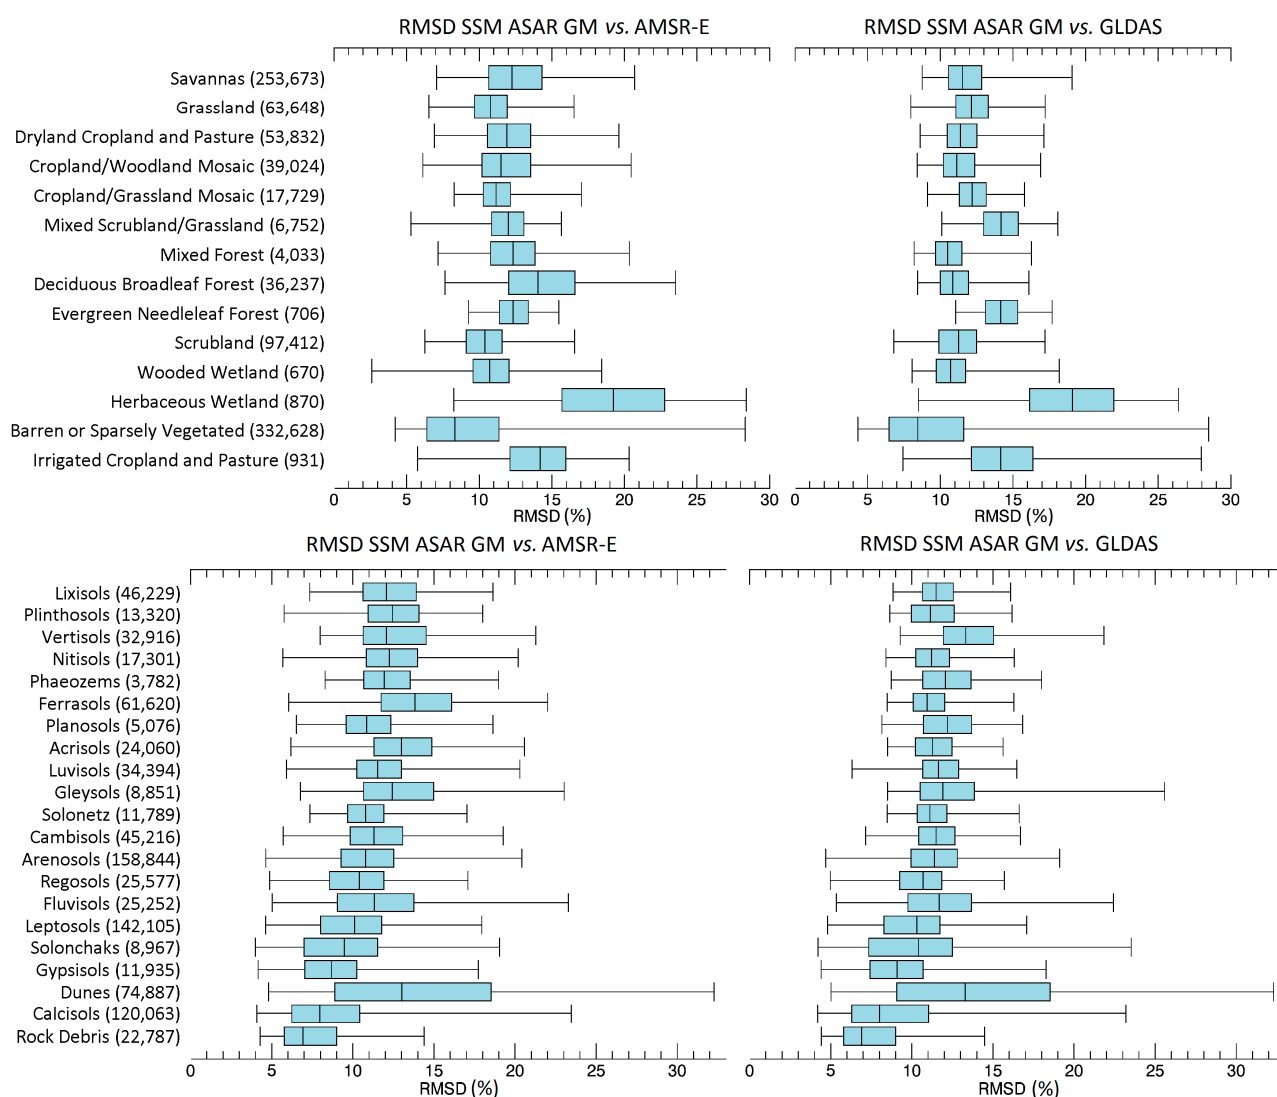 RMSD SSM ASAR GM vs. AMSR-E
RMSD SSM ASAR GM vs. GLDAS
Savannas (253,673)
Grassland (63,648)
Dryland Cropland and Pasture (53,832)
Cropland/Woodland Mosaic (39,024)
Cropland/Grassland Mosaic (17,729)
Mixed Scrubland/Grassland (6,752)
Mixed Forest (4,033)
Deciduous Broadleaf Forest (36,237)
Evergreen Needleleaf Forest (706)
Scrubland (97,412)
Wooded Wetland (670)
Herbaceous Wetland (870)
Barren or Sparsely Vegetated (332,628)
Irrigated Cropland and Pasture (931)
0 5 10 15 20 25 30
RMSD (%)
0 5 10 15 20 25 30
RMSD (%)
RMSD SSM ASAR GM vs. AMSR-E
RMSD SSM ASAR GM vs. GLDAS
Lixisols (46,229)
Plinthosols (13,320)
Vertisols (32,916)
Nitisols (17,301)
Phaeozems (3,782)
Ferrasols (61,620)
Planosols (5,076)
Acrisols (24,060)
Luvisols (34,394)
Gleysols (8,851)
Solonetz (11,789)
Cambisols (45,216)
Arenosols (158,844)
Regosols (25,577)
Fluvisols (25,252)
Leptosols (142,105)
Solonchaks (8,967)
Gypsisols (11,935)
Dunes (74,887)
Calcisols (120,063)
Rock Debris (22,787)
0 5 10 15 20 25 30
RMSD (%)
0 5 10 15 20 25 30
RMSD (%)